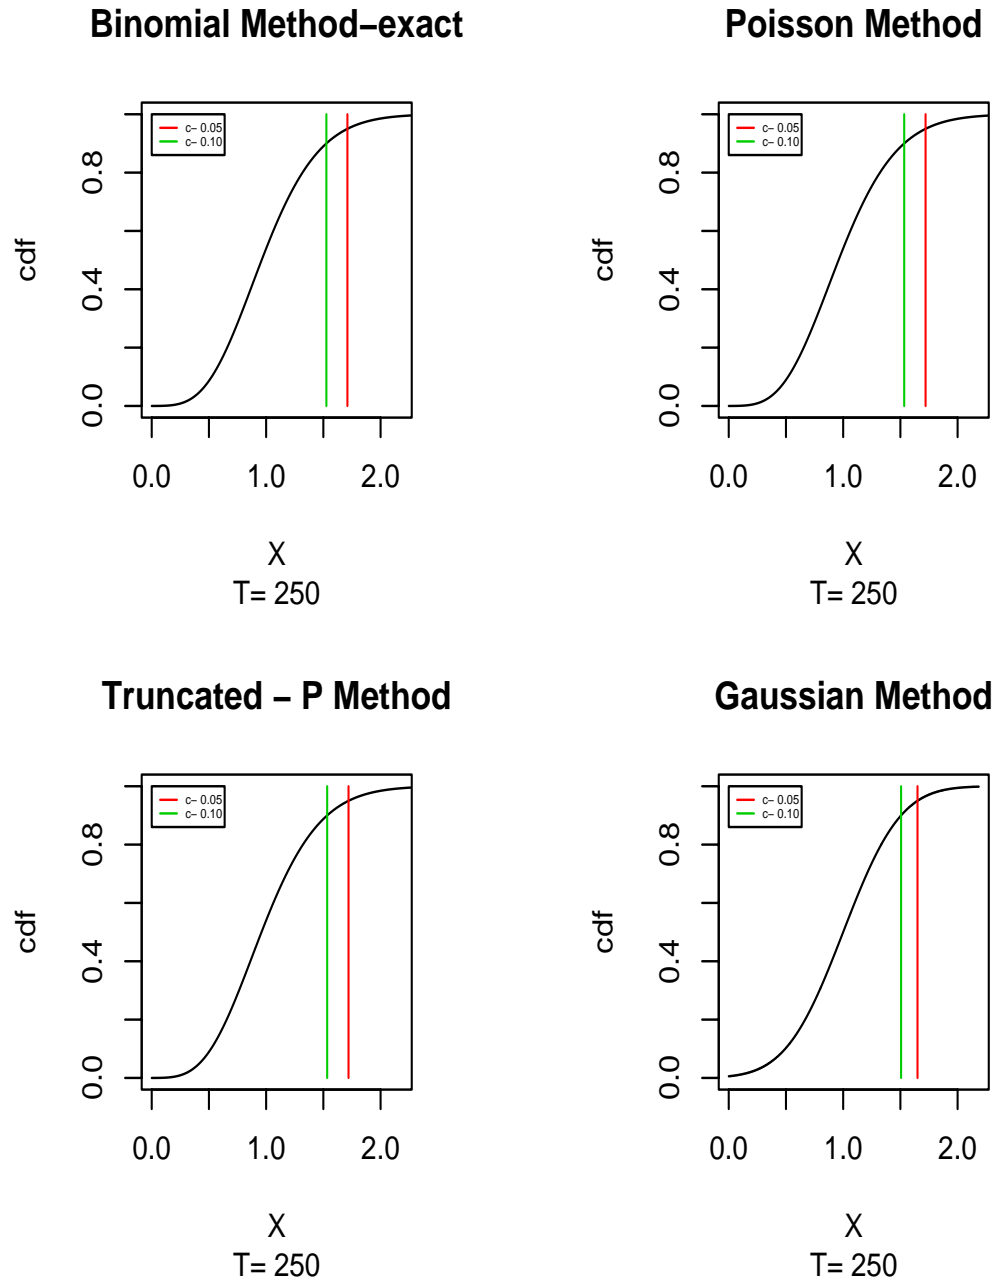 Binomial Method–exact
c– 0.05
c– 0.10
cdf
0.0
0.4
0.8
0.0
1.0
2.0
X
T= 250
Poisson Method
c– 0.05
c– 0.10
cdf
0.0
0.4
0.8
0.0
1.0
2.0
X
T= 250
Truncated – P Method
c– 0.05
c– 0.10
cdf
0.0
0.4
0.8
0.0
1.0
2.0
X
T= 250
Gaussian Method
c– 0.05
c– 0.10
cdf
0.0
0.4
0.8
0.0
1.0
2.0
X
T= 250